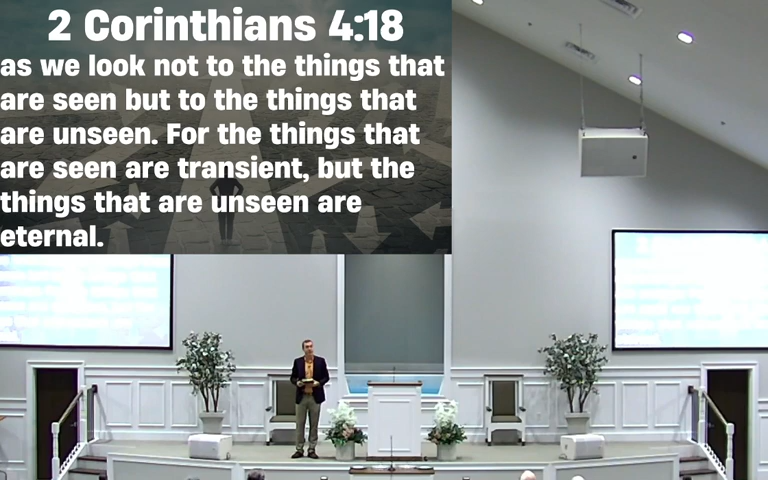 2 Corinthians 4:18
as we look not to the things that
are seen but to the things that
are unseen. For the things that
are seen are transient, but the
things that are unseen are
eternal.